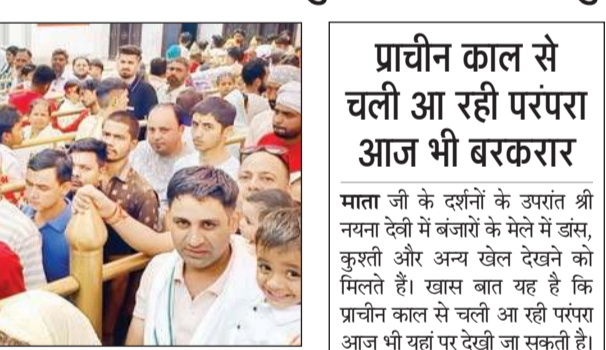 प्राचीन काल से
चली आ रही परंपरा
आज भी बरकरार
माता जी के दर्शनों के उपरांत श्री
नयना देवी में बंजारों के मेले में डांस,
कुश्ती और अन्य खेल देखने को
मिलते हैं। खास बात यह है कि
प्राचीन काल से चली आ रही परंपरा
आज भी यहां पर देखी जा सकती है।